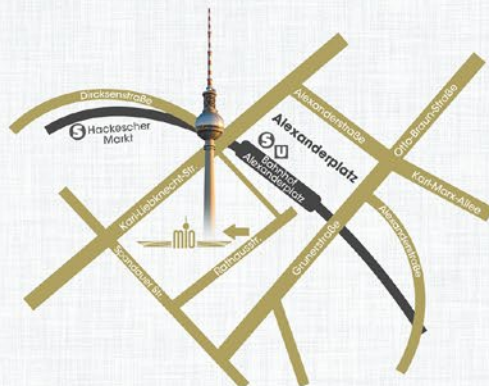 Dircksenstraße
S Hackescher
Markt
Karl-Liebknecht-Str.
Spandauer Str.
mio
Rathausstr.
S U
Bahnhof
Alexanderplatz
Alexanderplatz
Alexanderstraße
Otto-Braun-Straße
Karl-Marx-Allee
Grunerstraße
Alexanderstraße